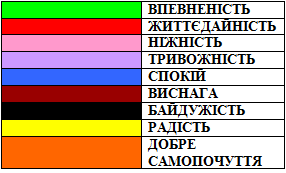 ВПЕВНЕНІСТЬ
ЖИТТЄДАЙНІСТЬ
НІЖНІСТЬ
ТРИВОЖНІСТЬ
СПОКІЙ
ВИСНАГА
БАЙДУЖІСТЬ
РАДІСТЬ
ДОБРЕ
САМОПОЧУТТЯ